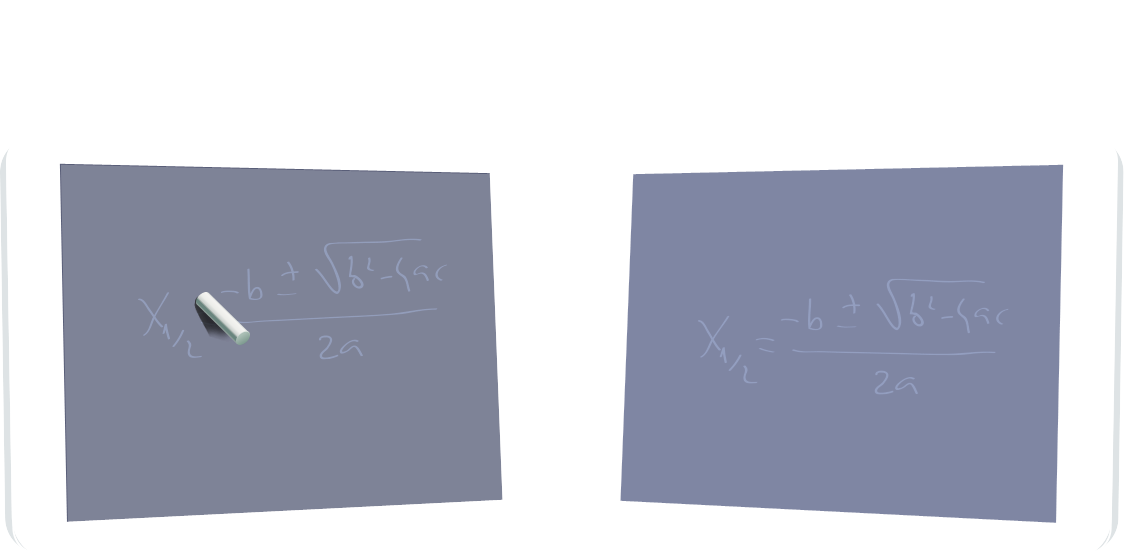 X₁/₂ -b ± √b²-4ac / 2a
X₁/₂ = -b ± √b²-4ac / 2a